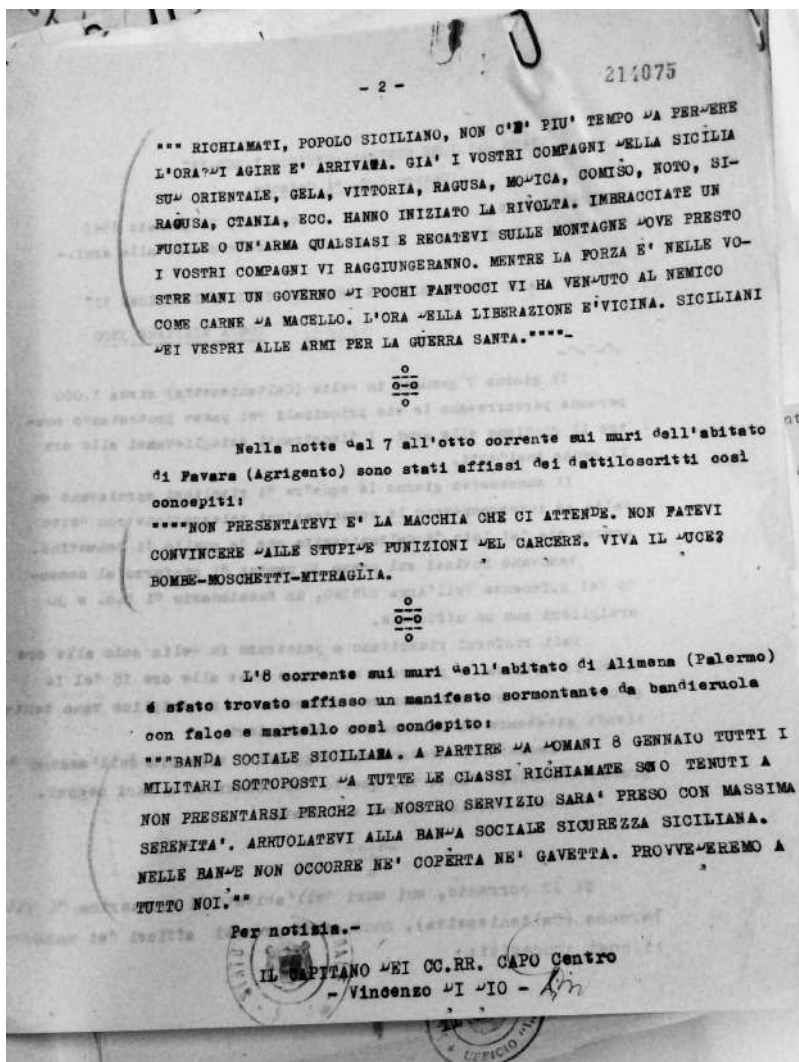 214075
- 2 -
""" RICHIAMATI, POPOLO SICILIANO, NON C'E' PIU' TEMPO DA PERDERE
L'ORA?DI AGIRE E' ARRIVATA. GIA' I VOSTRI COMPAGNI DELLA SICILIA
SUD ORIENTALE, GELA, VITTORIA, RAGUSA, MODICA, COMISO, NOTO, SI-
RAGUSA, CTANIA, ECC. HANNO INIZIATO LA RIVOLTA. IMBRACCIATE UN
FUCILE O UN'ARMA QUALSIASI E RECATEVI SULLE MONTAGNE DOVE PRESTO
I VOSTRI COMPAGNI VI RAGGIUNGERANNO. MENTRE LA FORZA E' NELLE VO-
STRE MANI UN GOVERNO DI POCHI FANTOCCI VI HA VENDUTO AL NEMICO
COME CARNE DA MACELLO. L'ORA DELLA LIBERAZIONE E'VICINA. SICILIANI
DEI VESPRI ALLE ARMI PER LA GUERRA SANTA.""""-
Nella notte dal 7 all'otto corrente sui muri dell'abitato
di Favara (Agrigento) sono stati affissi dei dattiloscritti così
concepiti:
""""NON PRESENTATEVI E' LA MACCHIA CHE CI ATTENDE. NON FATEVI
CONVINCERE DALLE STUPIDE PUNIZIONI DEL CARCERE. VIVA IL DUCE?
BOMBE-MOSCHETTI-MITRAGLIA.
L'8 corrente sui muri dell'abitato di Alimena (Palermo)
é sfato trovato affisso un manifesto sormontante da bandieruola
con falce e martello così condepito:
"""BANDA SOCIALE SICILIANA. A PARTIRE DA DOMANI 8 GENNAIO TUTTI I
MILITARI SOTTOPOSTI DA TUTTE LE CLASSI RICHIAMATE SONO TENUTI A
NON PRESENTARSI PERCH2 IL NOSTRO SERVIZIO SARA' PRESO CON MASSIMA
SERENITA'. ARRUOLATEVI ALLA BANDA SOCIALE SICUREZZA SICILIANA.
NELLE BANDE NON OCCORRE NE' COPERTA NE' GAVETTA. PROVVEDEREMO A
TUTTO NOI.""
Per notizia.-
IL CAPITANO DEI CC.RR. CAPO Centro
- Vincenzo DI DIO -
UFFICIO